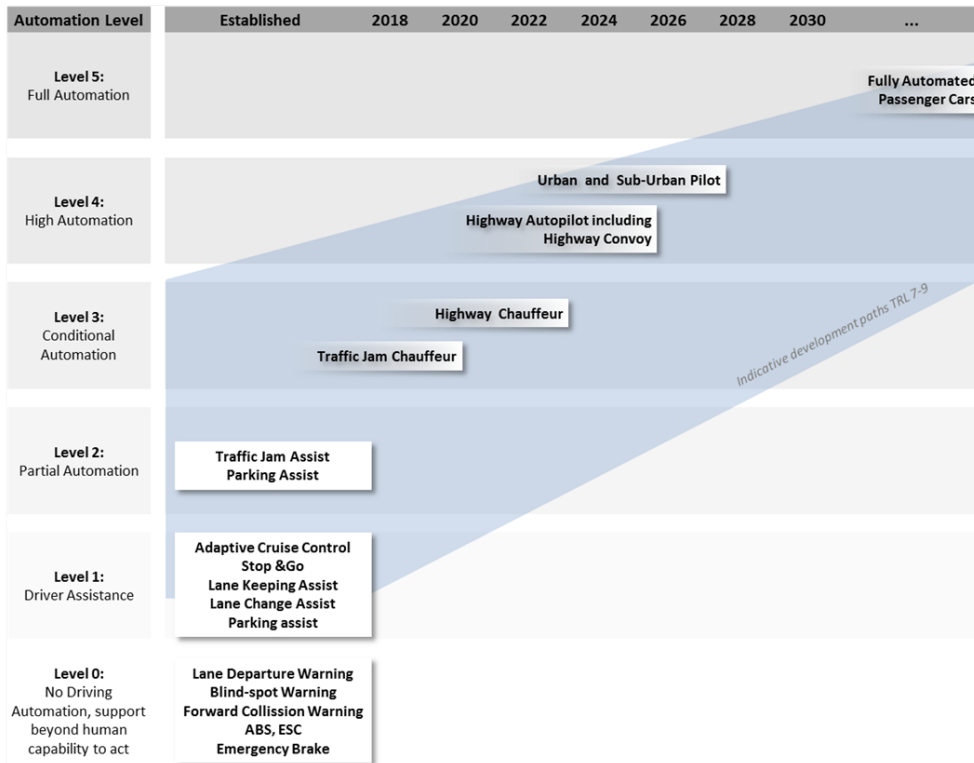 Automation Level Established 2018 2020 2022 2024 2026 2028 2030 ...
Level 5:
Full Automation
Fully Automated
Passenger Cars
Level 4:
High Automation
Urban and Sub-Urban Pilot
Highway Autopilot including
Highway Convoy
Level 3:
Conditional
Automation
Highway Chauffeur
Traffic Jam Chauffeur
Indicative development paths TRL 7-9
Level 2:
Partial Automation
Traffic Jam Assist
Parking Assist
Level 1:
Driver Assistance
Adaptive Cruise Control
Stop &Go
Lane Keeping Assist
Lane Change Assist
Parking assist
Level 0:
No Driving
Automation, support
beyond human
capability to act
Lane Departure Warning
Blind-spot Warning
Forward Collission Warning
ABS, ESC
Emergency Brake